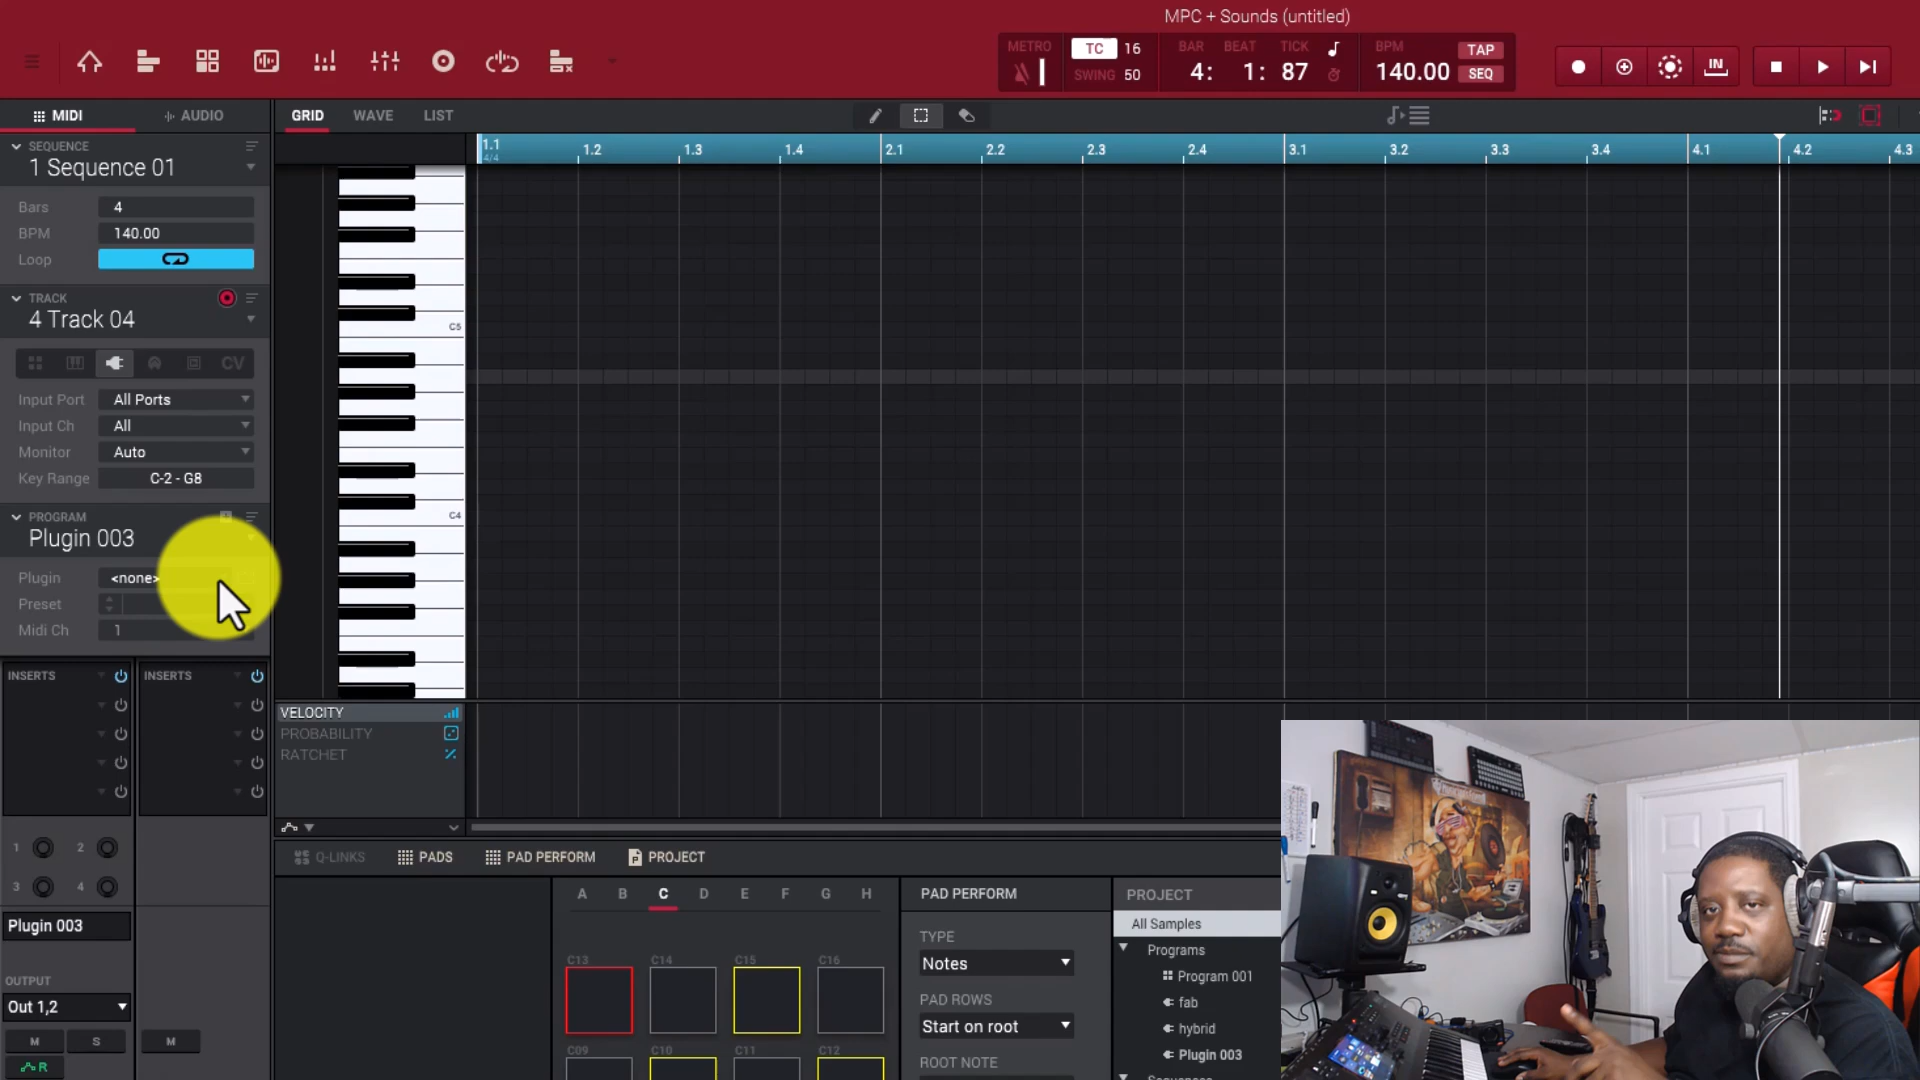 MPC + Sounds (untitled)
METRO
TC 16
SWING 50
BAR BEAT TICK
4: 1: 87
BPM
140.00
TAP
SEQ
IN
MIDI
AUDIO
GRID
WAVE
LIST
SEQUENCE
1 Sequence 01
Bars 4
BPM 140.00
Loop
TRACK
4 Track 04
CV
Input Port All Ports
Input Ch All
Monitor Auto
Key Range C-2 - G8
PROGRAM
Plugin 003
Plugin <none>
Preset
Midi Ch 1
1.1 1.2 1.3 1.4 2.1 2.2 2.3 2.4 3.1 3.2 3.3 3.4 4.1 4.2 4.3
4/4
C5
C4
INSERTS
INSERTS
1 2
3 4
Plugin 003
OUTPUT
Out 1,2
M S M
R
VELOCITY
PROBABILITY
RATCHET
Q-LINKS
PADS
PAD PERFORM
PROJECT
A B C D E F G H
C13 C14 C15 C16
C09 C10 C11 C12
PAD PERFORM
TYPE
Notes
PAD ROWS
Start on root
ROOT NOTE
PROJECT
All Samples
Programs
Program 001
fab
hybrid
Plugin 003